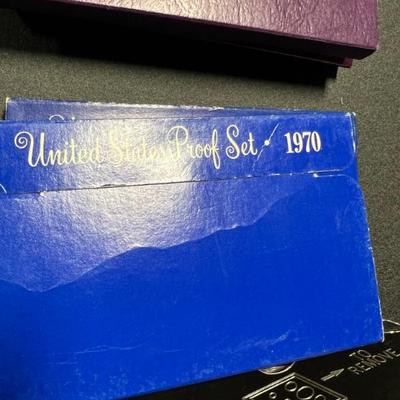 United States Proof Set 1970
TO
REMOVE